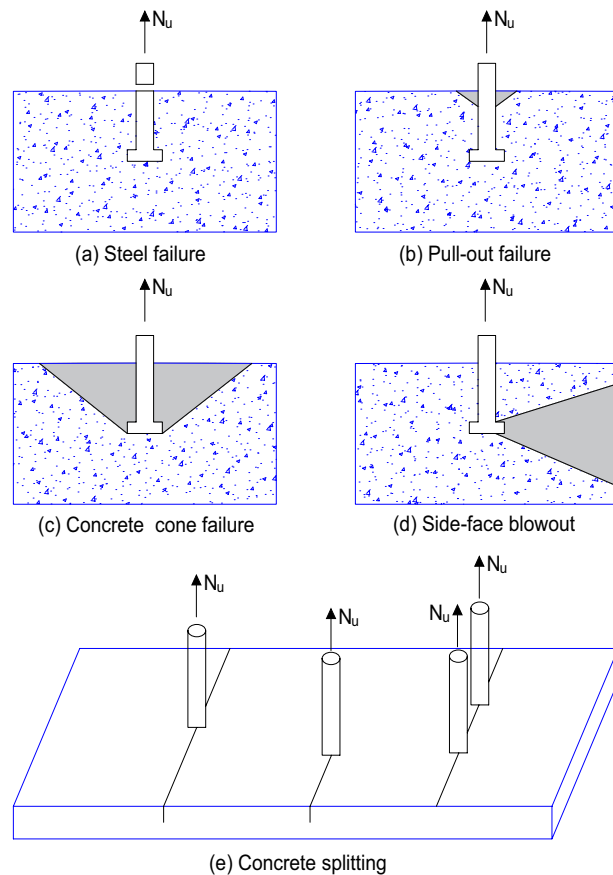 Nu
Nu
(a) Steel failure
(b) Pull-out failure
Nu
Nu
(c) Concrete cone failure
(d) Side-face blowout
Nu
Nu
Nu
Nu
(e) Concrete splitting